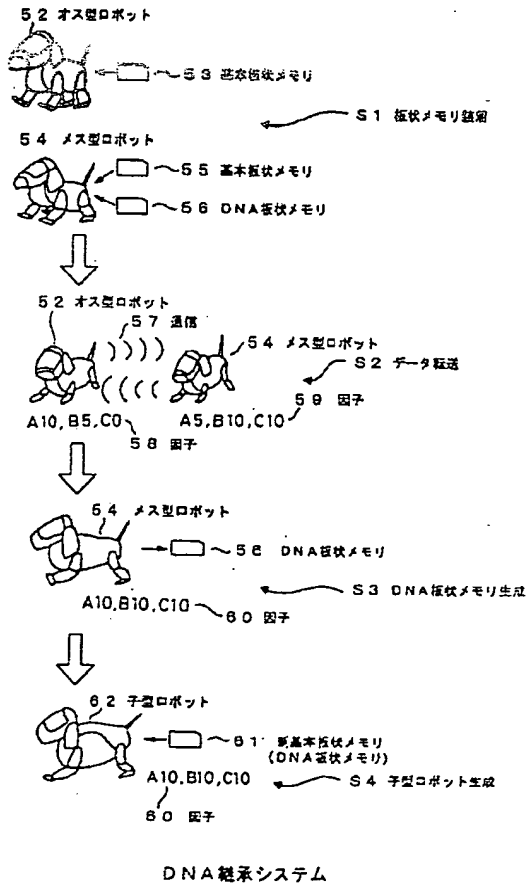 52 オス型ロボット
53 基本板状メモリ
S1 板状メモリ装着
54 メス型ロボット
55 基本板状メモリ
56 DNA板状メモリ
52 オス型ロボット
57 通信
54 メス型ロボット
S2 データ転送
59 因子
A10,B5,C0
A5,B10,C10
58 因子
54 メス型ロボット
56 DNA板状メモリ
S3 DNA板状メモリ生成
A10,B10,C10
60 因子
62 子型ロボット
61 新基本板状メモリ
(DNA板状メモリ)
A10,B10,C10
S4 子型ロボット生成
60 因子
DNA継承システム